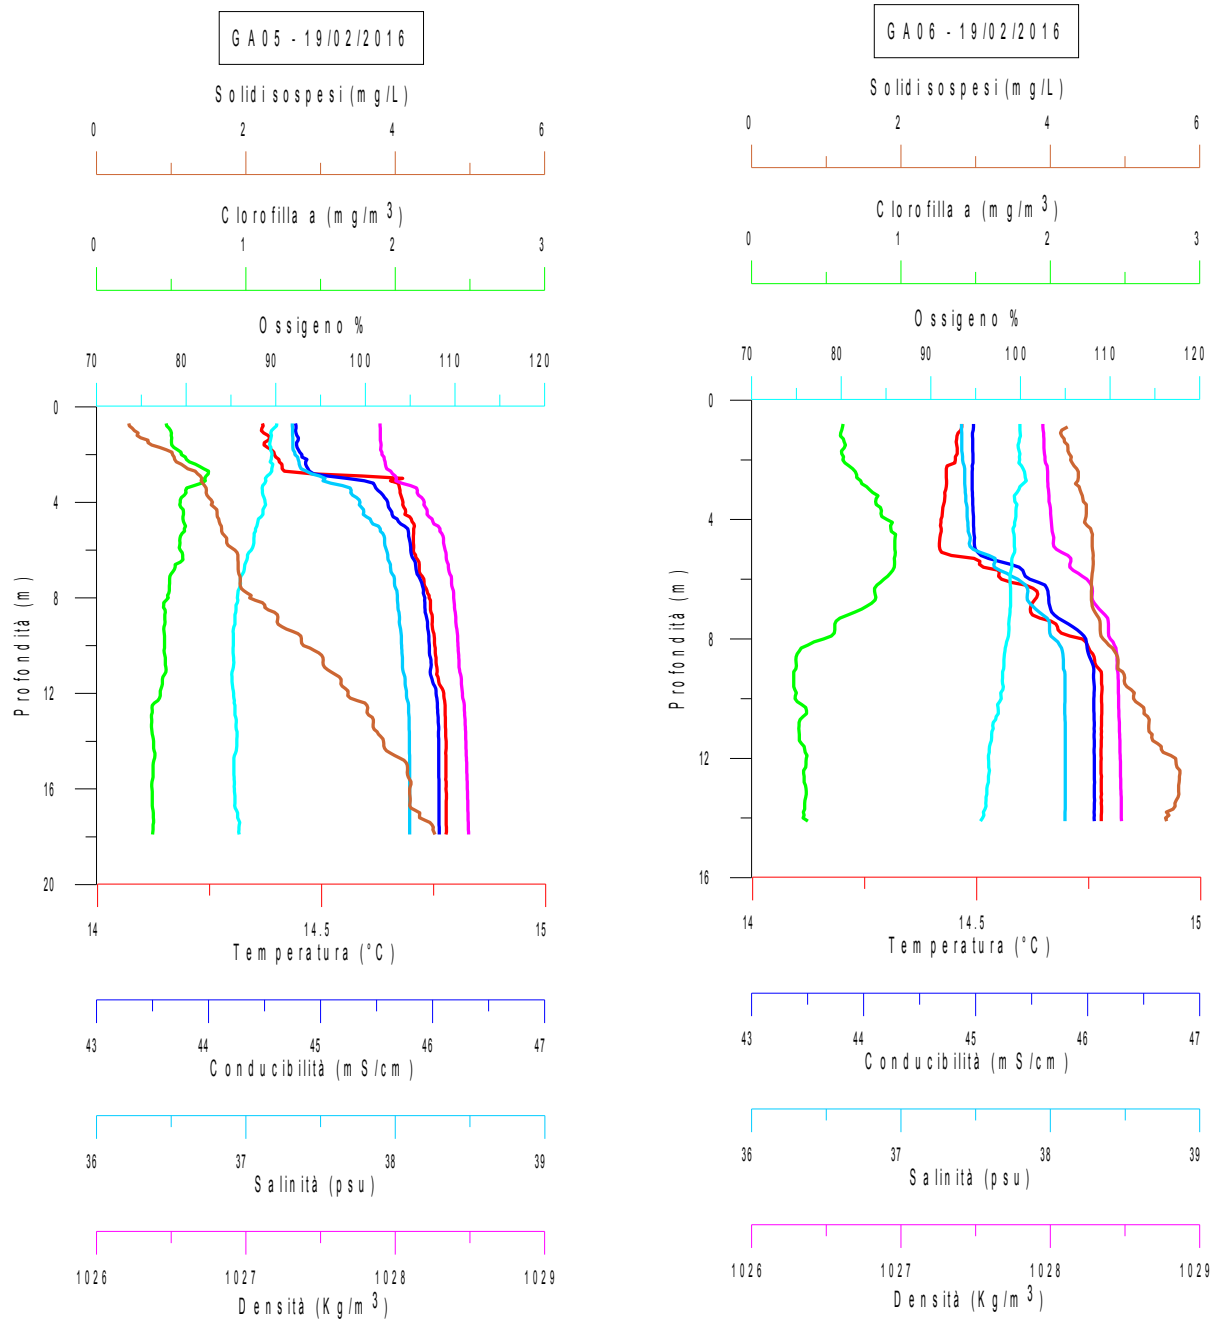 GA05 - 19/02/2016
Solidi sospesi (mg/L)
0 2 4 6
Clorofilla a (mg/m³)
0 1 2 3
Ossigeno %
70 80 90 100 110 120
0
4
8
12
16
20
Profondità (m)
14 14.5 15
Temperatura (°C)
43 44 45 46 47
Conducibilità (mS/cm)
36 37 38 39
Salinità (psu)
1026 1027 1028 1029
Densità (Kg/m³)
GA06 - 19/02/2016
Solidi sospesi (mg/L)
0 2 4 6
Clorofilla a (mg/m³)
0 1 2 3
Ossigeno %
70 80 90 100 110 120
0
4
8
12
16
Profondità (m)
14 14.5 15
Temperatura (°C)
43 44 45 46 47
Conducibilità (mS/cm)
36 37 38 39
Salinità (psu)
1026 1027 1028 1029
Densità (Kg/m³)